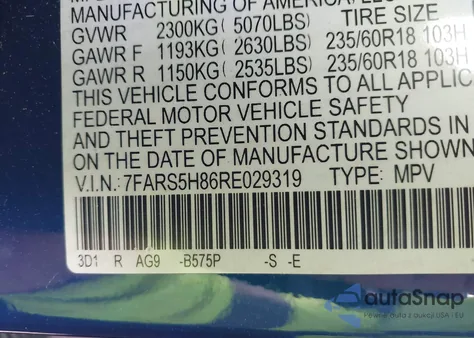 MANUFACTURING OF AMERICA, LLC
GVWR 2300KG ( 5070LBS) TIRE SIZE
GAWR F 1193KG ( 2630LBS) 235/60R18 103H
GAWR R 1150KG ( 2535LBS) 235/60R18 103H
THIS VEHICLE CONFORMS TO ALL APPLIC
FEDERAL MOTOR VEHICLE SAFETY
AND THEFT PREVENTION STANDARDS IN
ON THE DATE OF MANUFACTURE SHOWN
V.I.N.: 7FARS5H86RE029319 TYPE: MPV
3D1 R AG9 -B575P -S -E
autoSnap